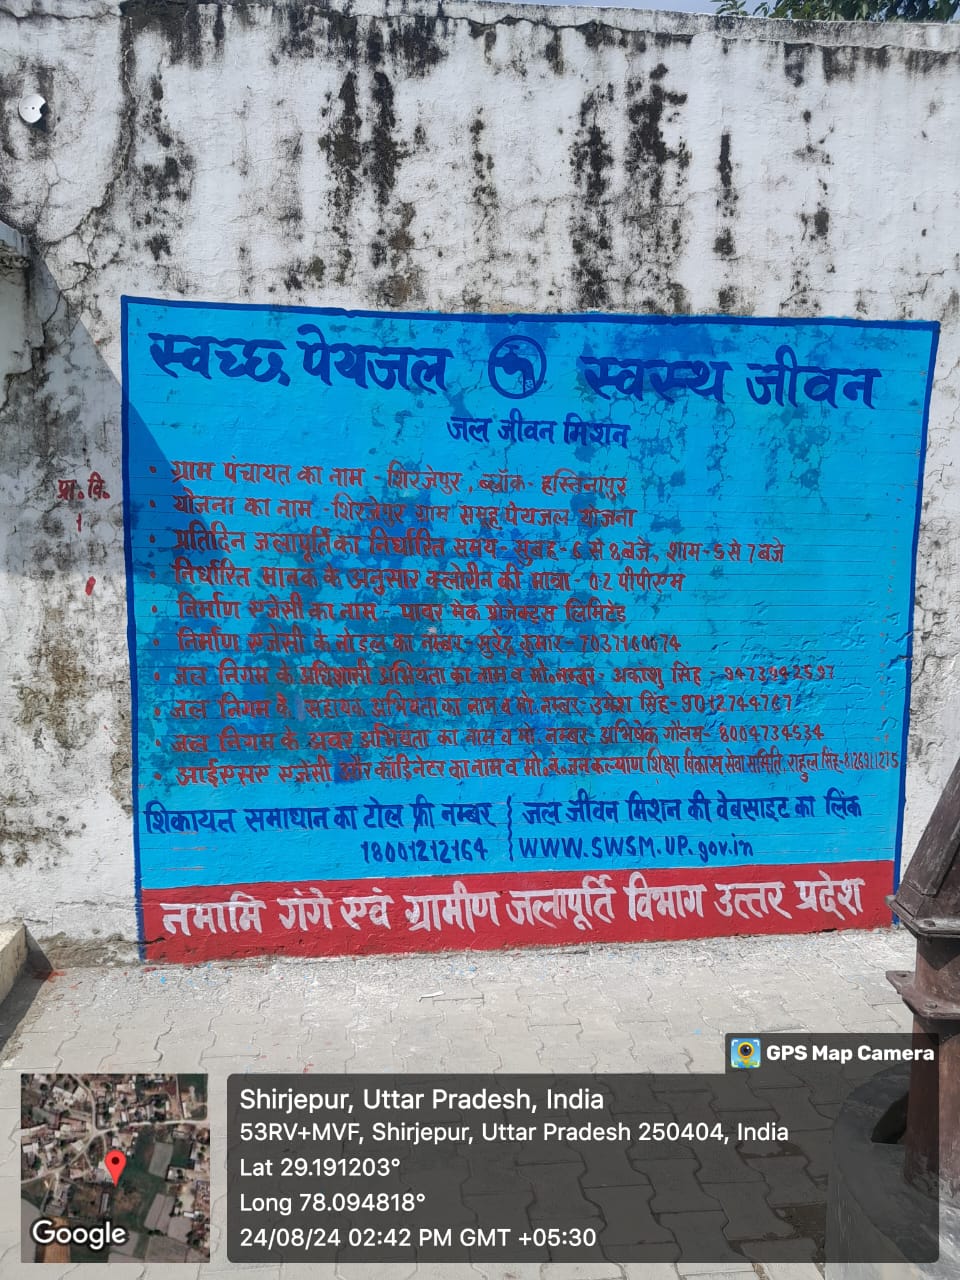 स्वच्छ पेयजल स्वस्थ जीवन
जल जीवन मिशन
• ग्राम पंचायत का नाम - शिरजेपुर, ब्लॉक- हस्तिनापुर
• योजना का नाम - शिरजेपुर ग्राम समूह पेयजल योजना
• प्रतिदिन जलापूर्ति का निर्धारित समय- सुबह - 6 से 8 बजे, शाम - 5 से 7 बजे
• निर्धारित मानक के अनुसार क्लोरीन की मात्रा - 0.2 पीपीएम
• निर्माण एजेंसी का नाम - पावर मेक प्रोजेक्ट्स लिमिटेड
• निर्माण एजेंसी के नोडल का नम्बर- सुरेंद्र कुमार- 7037160674
• जल निगम के अधिशासी अभियंता का नाम व मो. नम्बर- अकाशु सिंह - 9473942597
• जल निगम के सहायक अभियंता का नाम व मो. नम्बर- उमेश सिंह-
• जल निगम के अवर अभियंता का नाम व मो. नम्बर- अभिषेक गौतम- 8004734534
• आईएसए एजेंसी और कॉर्डिनेटर का नाम व मो.नं.- जनकल्याण शिक्षा विकास सेवा समिति, राहुल सिंह-
शिकायत समाधान का टोल फ्री नम्बर
18001212164
जल जीवन मिशन की वेबसाइट का लिंक
WWW.SWSM.UP.gov.in
नमामि गंगे एवं ग्रामीण जलापूर्ति विभाग उत्तर प्रदेश
प्रा. वि.
1
GPS Map Camera
Shirjepur, Uttar Pradesh, India
53RV+MVF, Shirjepur, Uttar Pradesh 250404, India
Lat 29.191203°
Long 78.094818°
24/08/24 02:42 PM GMT +05:30
Google